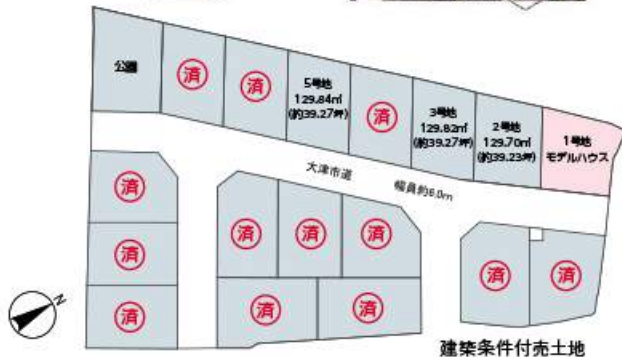 公園
済
済
5号地
129.84㎡
(約39.27坪)
済
3号地
129.82㎡
(約39.27坪)
2号地
129.70㎡
(約39.23坪)
1号地
モデルハウス
大津市道 幅員約6.0m
済
済
済
済
済
済
済
済
済
済
N
建築条件付売土地